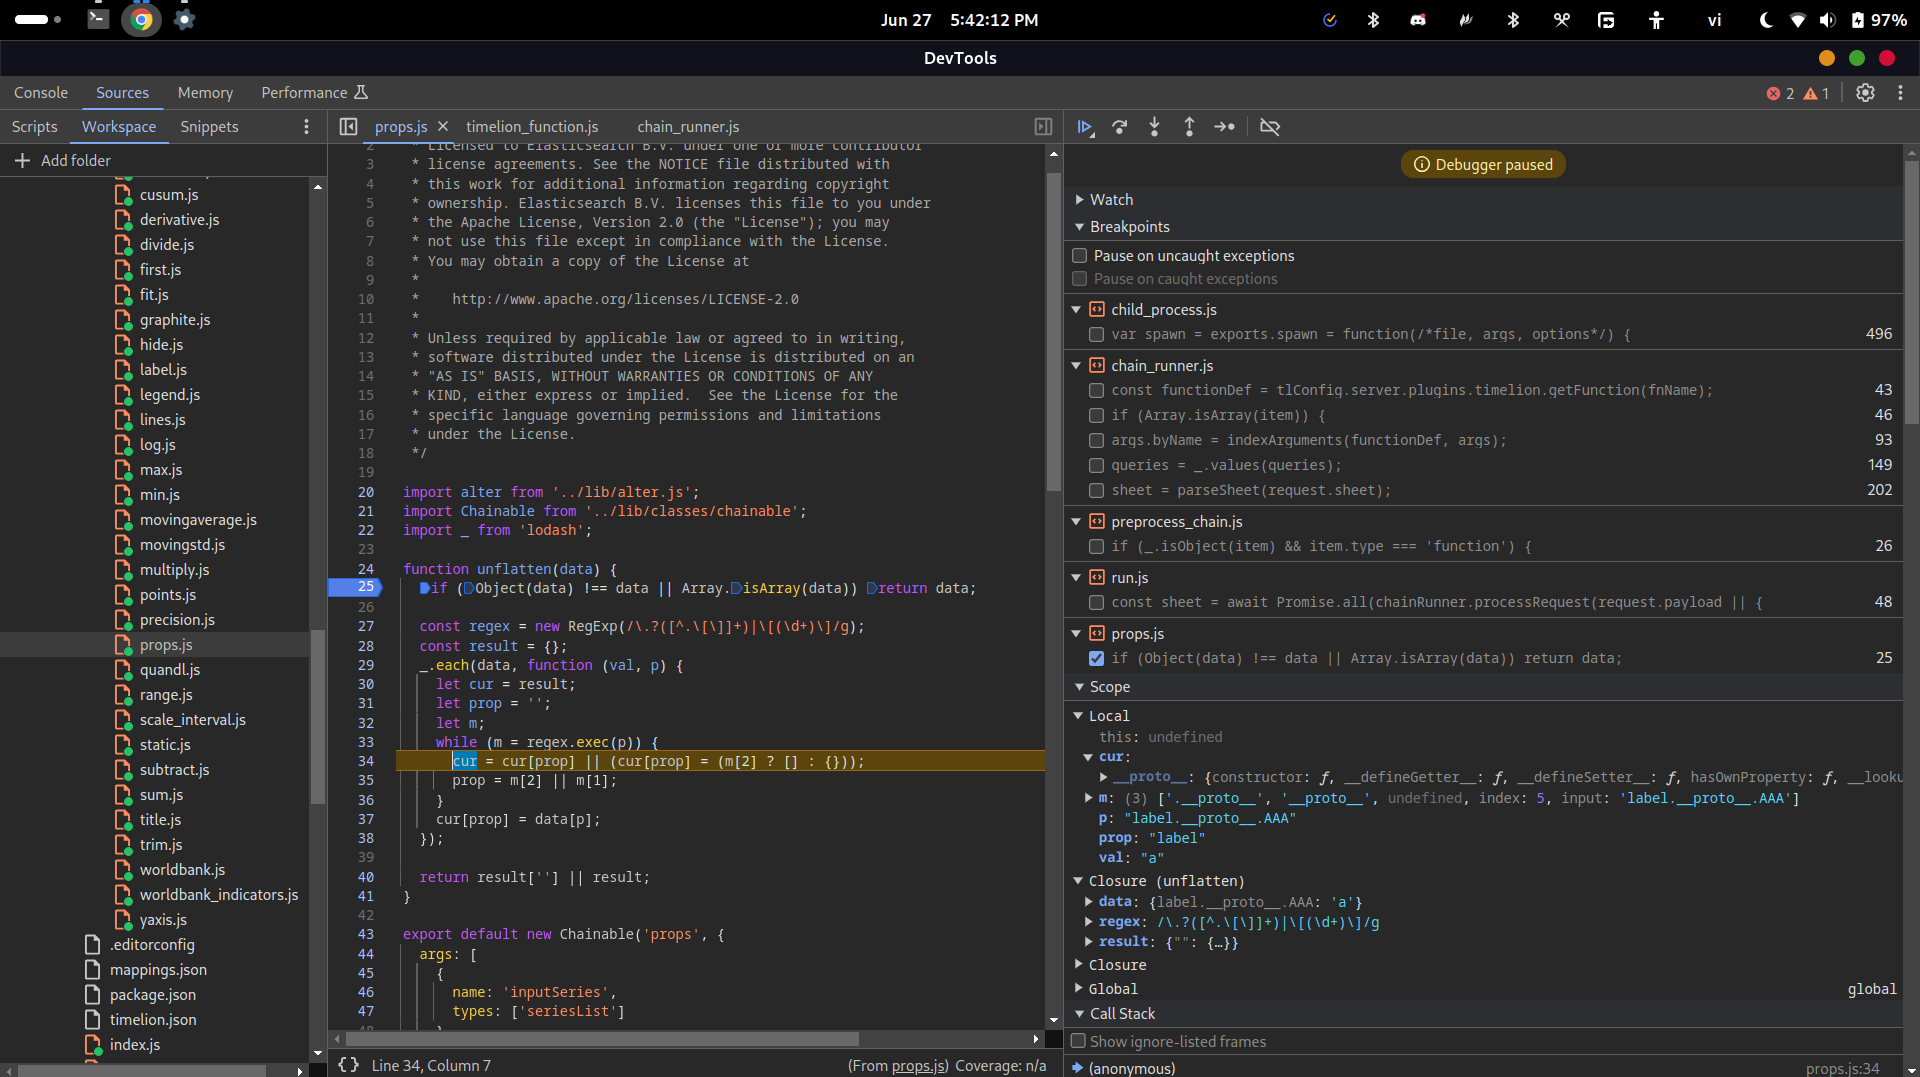 Jun 27 5:42:12 PM
vi
97%
DevTools
Console Sources Memory Performance
2 1
Scripts Workspace Snippets
props.js timelion_function.js chain_runner.js
Add folder
cusum.js
derivative.js
divide.js
first.js
fit.js
graphite.js
hide.js
label.js
legend.js
lines.js
log.js
max.js
min.js
movingaverage.js
movingstd.js
multiply.js
points.js
precision.js
props.js
quandl.js
range.js
scale_interval.js
static.js
subtract.js
sum.js
title.js
trim.js
worldbank.js
worldbank_indicators.js
yaxis.js
.editorconfig
mappings.json
package.json
timelion.json
index.js
2 * Licensed to Elasticsearch B.V. under one or more contributor
3 * license agreements. See the NOTICE file distributed with
4 * this work for additional information regarding copyright
5 * ownership. Elasticsearch B.V. licenses this file to you under
6 * the Apache License, Version 2.0 (the "License"); you may
7 * not use this file except in compliance with the License.
8 * You may obtain a copy of the License at
9 *
10 * http://www.apache.org/licenses/LICENSE-2.0
11 *
12 * Unless required by applicable law or agreed to in writing,
13 * software distributed under the License is distributed on an
14 * "AS IS" BASIS, WITHOUT WARRANTIES OR CONDITIONS OF ANY
15 * KIND, either express or implied. See the License for the
16 * specific language governing permissions and limitations
17 * under the License.
18 */
19
20 import alter from '../lib/alter.js';
21 import Chainable from '../lib/classes/chainable';
22 import _ from 'lodash';
23
24 function unflatten(data) {
25 if (Object(data) !== data || Array.isArray(data)) return data;
26
27 const regex = new RegExp(/\.?([^.\[\]]+)|\[(\d+)\]/g);
28 const result = {};
29 _.each(data, function (val, p) {
30 let cur = result;
31 let prop = '';
32 let m;
33 while (m = regex.exec(p)) {
34 cur = cur[prop] || (cur[prop] = (m[2] ? [] : {}));
35 prop = m[2] || m[1];
36 }
37 cur[prop] = data[p];
38 });
39
40 return result[''] || result;
41 }
42
43 export default new Chainable('props', {
44 args: [
45 {
46 name: 'inputSeries',
47 types: ['seriesList']
48 }
{} Line 34, Column 7 (From props.js) Coverage: n/a
Debugger paused
Watch
Breakpoints
Pause on uncaught exceptions
Pause on caught exceptions
child_process.js
var spawn = exports.spawn = function(/*file, args, options*/) { 496
chain_runner.js
const functionDef = tlConfig.server.plugins.timelion.getFunction(fnName); 43
if (Array.isArray(item)) { 46
args.byName = indexArguments(functionDef, args); 93
queries = _.values(queries); 149
sheet = parseSheet(request.sheet); 202
preprocess_chain.js
if (_.isObject(item) && item.type === 'function') { 26
run.js
const sheet = await Promise.all(chainRunner.processRequest(request.payload || { 48
props.js
if (Object(data) !== data || Array.isArray(data)) return data; 25
Scope
Local
this: undefined
cur:
__proto__: {constructor: ƒ, __defineGetter__: ƒ, __defineSetter__: ƒ, hasOwnProperty: ƒ, __looku
m: (3) ['.__proto__', '__proto__', undefined, index: 5, input: 'label.__proto__.AAA']
p: "label.__proto__.AAA"
prop: "label"
val: "a"
Closure (unflatten)
data: {label.__proto__.AAA: 'a'}
regex: /\.?([^.\[\]]+)|\[(\d+)\]/g
result: {"": {…}}
Closure
Global global
Call Stack
Show ignore-listed frames
(anonymous) props.js:34